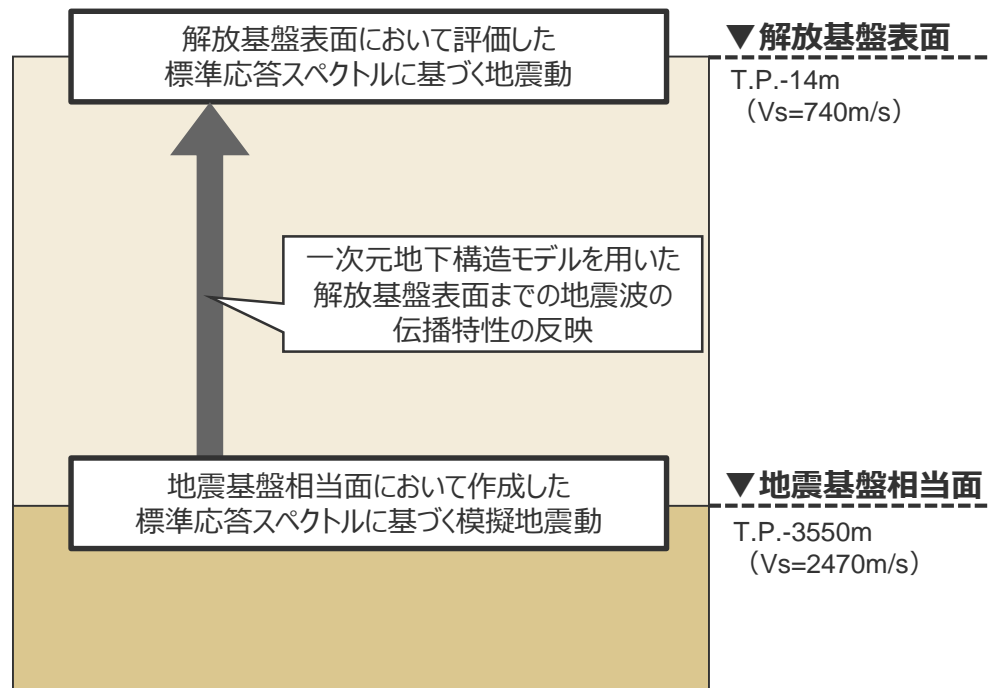 解放基盤表面において評価した
標準応答スペクトルに基づく地震動
▼解放基盤表面
T.P.-14m
（Vs=740m/s）
一次元地下構造モデルを用いた
解放基盤表面までの地震波の
伝播特性の反映
地震基盤相当面において作成した
標準応答スペクトルに基づく模擬地震動
▼地震基盤相当面
T.P.-3550m
（Vs=2470m/s）